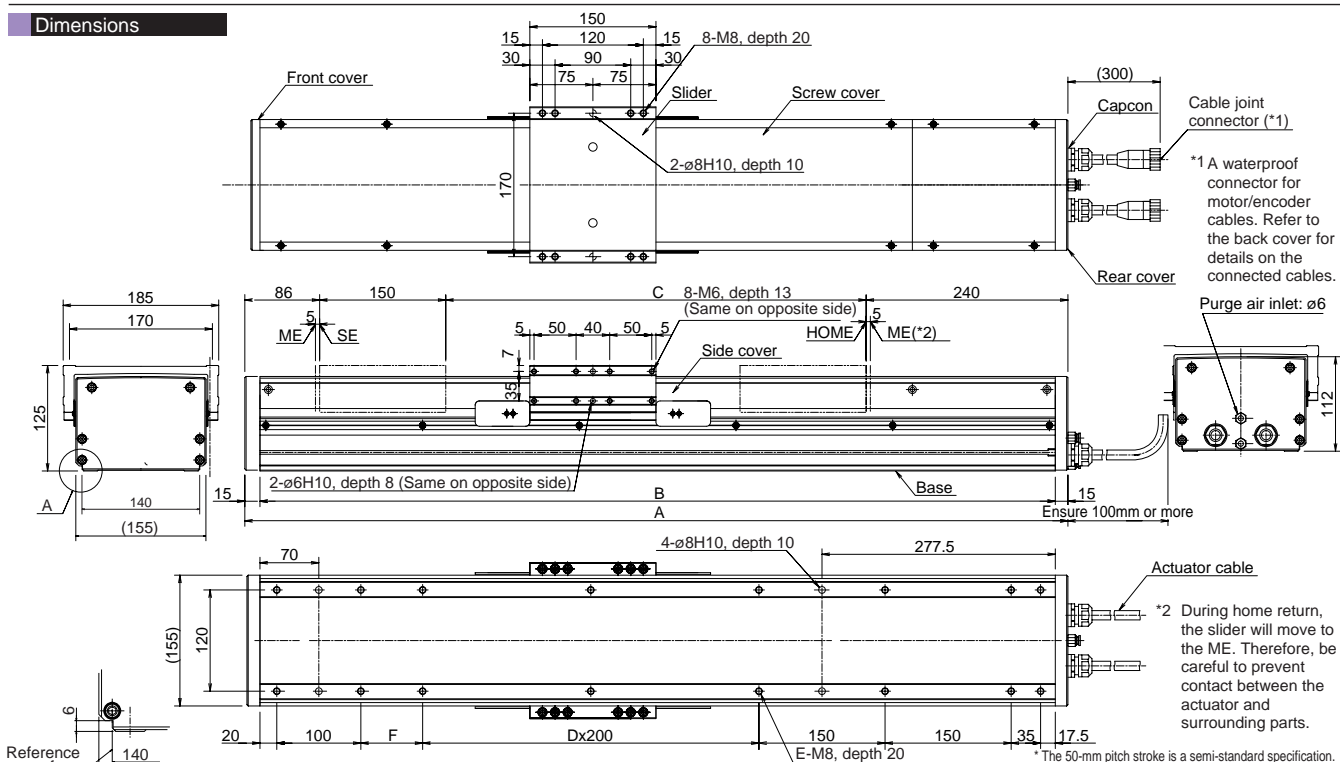 Dimensions
150
15 120 15
30 90 30
75 75
8-M8, depth 20
Front cover
Slider
Screw cover
(300)
Capcon
Cable joint
connector (*1)
2-ø8H10, depth 10
170
*1 A waterproof
connector for
motor/encoder
cables. Refer to
the back cover for
details on the
connected cables.
Rear cover
185
170
86 150 C 240
8-M6, depth 13
(Same on opposite side)
Purge air inlet: ø6
5
ME SE
5 50 40 50 5
HOME ME(*2)
5
7
35
Side cover
125
112
A
140
(155)
2-ø6H10, depth 8 (Same on opposite side)
Base
15 B 15
A
Ensure 100mm or more
4-ø8H10, depth 10
70
277.5
Actuator cable
(155)
120
*2 During home return,
the slider will move to
the ME. Therefore, be
careful to prevent
contact between the
actuator and
surrounding parts.
6
Reference
140
20 100 F Dx200 150 150 35 17.5
E-M8, depth 20
* The 50-mm pitch stroke is a semi-standard specification.